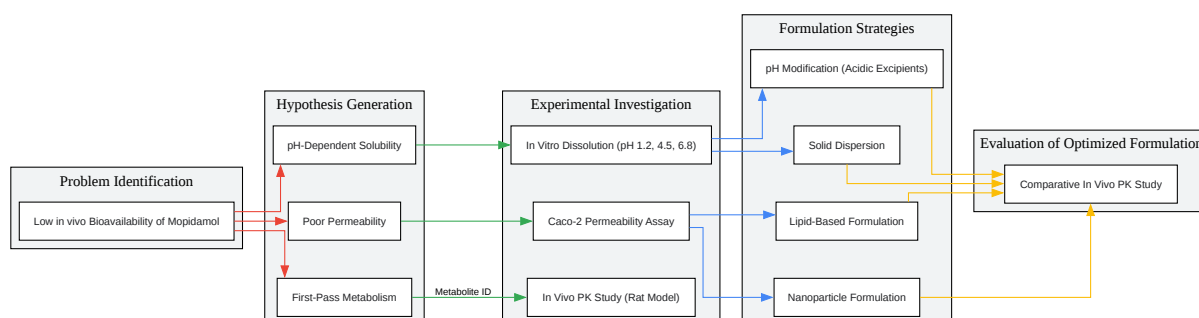 Problem Identification
Low in vivo Bioavailability of Mopidamol
Hypothesis Generation
pH-Dependent Solubility
Poor Permeability
First-Pass Metabolism
Metabolite ID
Experimental Investigation
In Vitro Dissolution (pH 1.2, 4.5, 6.8)
Caco-2 Permeability Assay
In Vivo PK Study (Rat Model)
Formulation Strategies
pH Modification (Acidic Excipients)
Solid Dispersion
Lipid-Based Formulation
Nanoparticle Formulation
Evaluation of Optimized Formulation
Comparative In Vivo PK Study